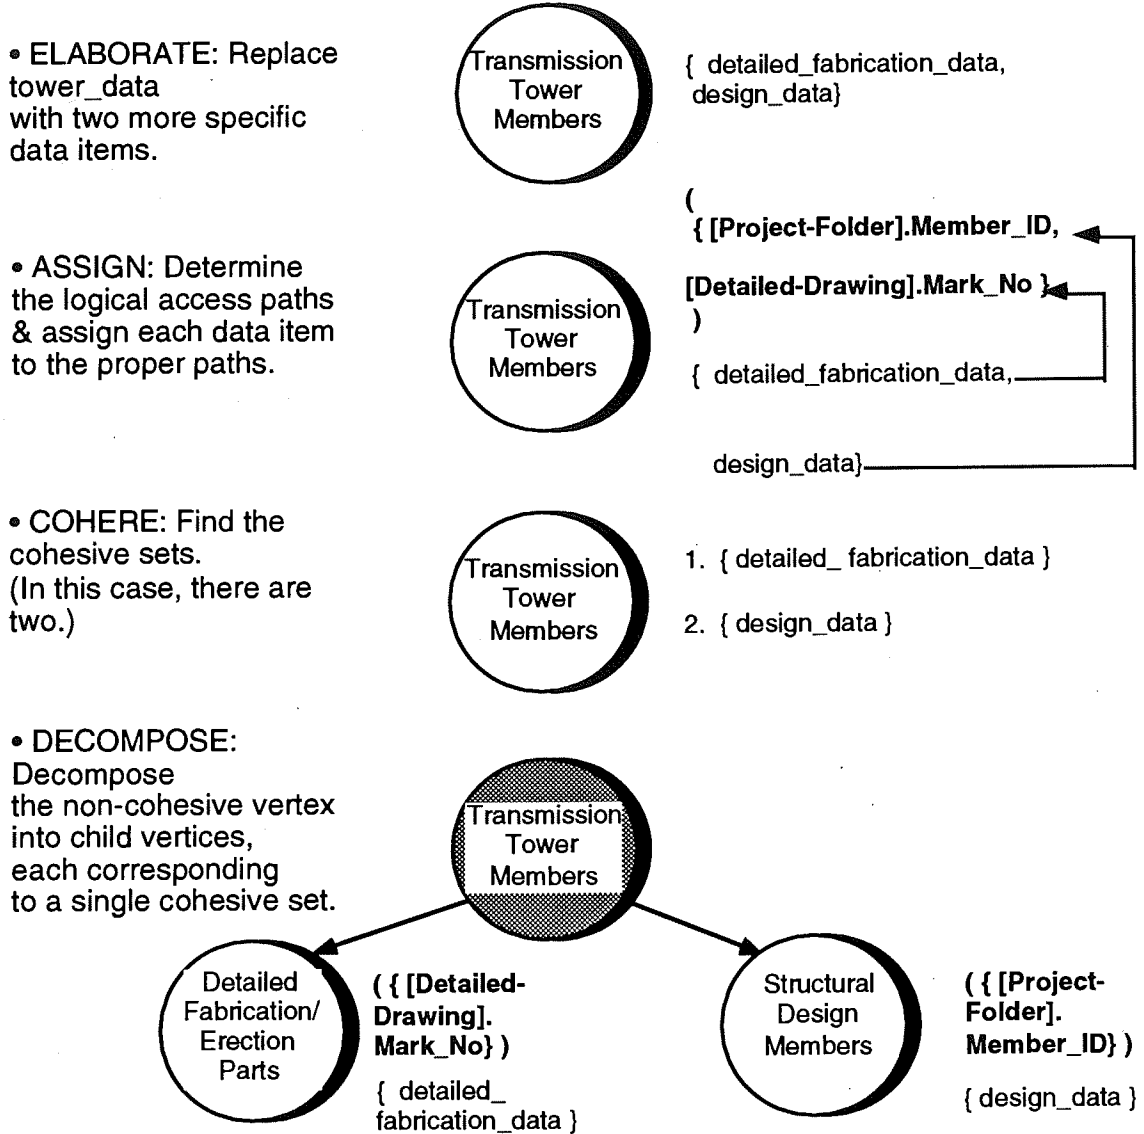 • ELABORATE: Replace
tower_data
with two more specific
data items.
Transmission
Tower
Members
{ detailed_fabrication_data,
design_data}
• ASSIGN: Determine
the logical access paths
& assign each data item
to the proper paths.
Transmission
Tower
Members
(
{ [Project-Folder].Member_ID,
[Detailed-Drawing].Mark_No }
)
{ detailed_fabrication_data,
design_data}
• COHERE: Find the
cohesive sets.
(In this case, there are
two.)
Transmission
Tower
Members
1. { detailed_ fabrication_data }
2. { design_data }
• DECOMPOSE:
Decompose
the non-cohesive vertex
into child vertices,
each corresponding
to a single cohesive set.
Transmission
Tower
Members
Detailed
Fabrication/
Erection
Parts
( { [Detailed-
Drawing].
Mark_No} )
{ detailed_
fabrication_data }
Structural
Design
Members
( { [Project-
Folder].
Member_ID} )
{ design_data }